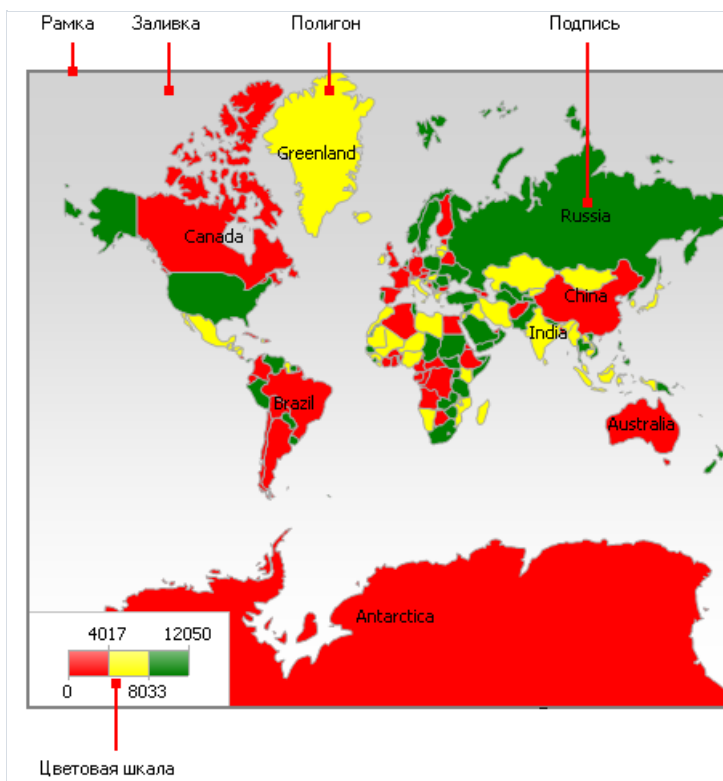 Рамка Заливка Полигон Подпись
Greenland
Russia
Canada
China
India
Brazil
Australia
Antarctica
4017 12050
0 8033
Цветовая шкала